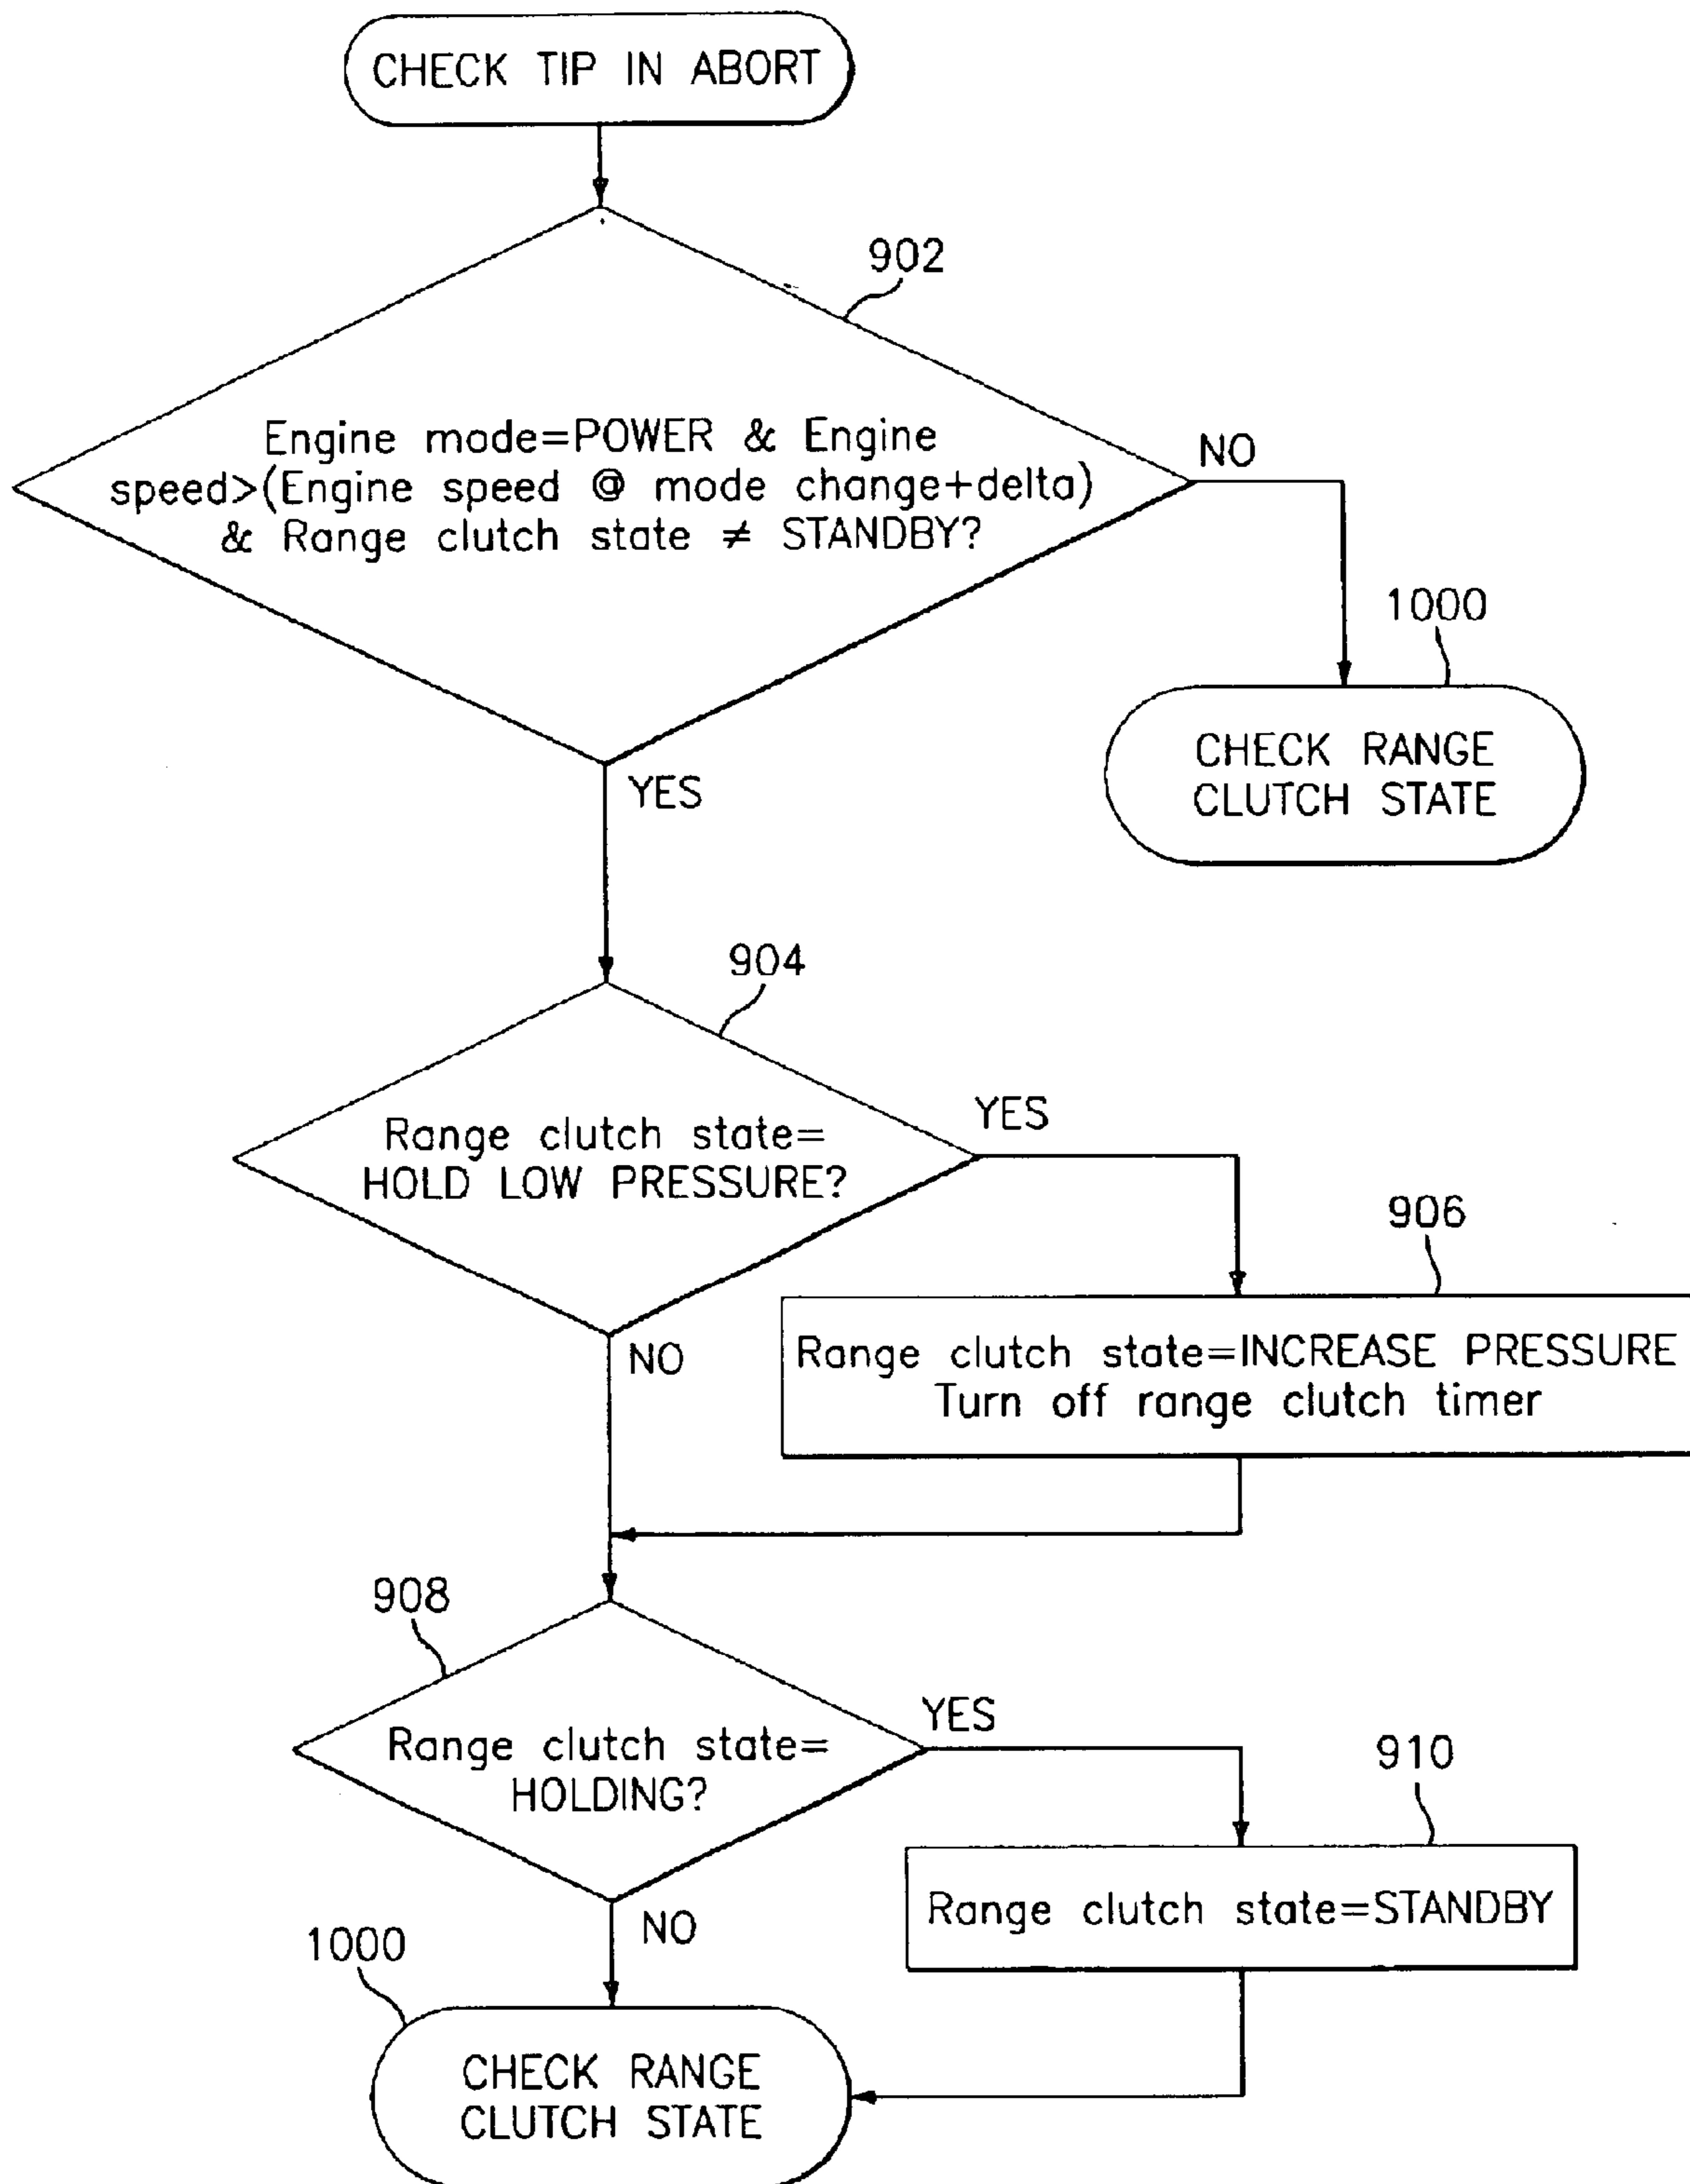 CHECK TIP IN ABORT
902
Engine mode=POWER & Engine
speed>(Engine speed @ mode change+delta)
& Range clutch state ≠ STANDBY?
NO
1000
CHECK RANGE
CLUTCH STATE
YES
904
Range clutch state=
HOLD LOW PRESSURE?
YES
906
Range clutch state=INCREASE PRESSURE
Turn off range clutch timer
NO
908
Range clutch state=
HOLDING?
YES
910
Range clutch state=STANDBY
NO
1000
CHECK RANGE
CLUTCH STATE